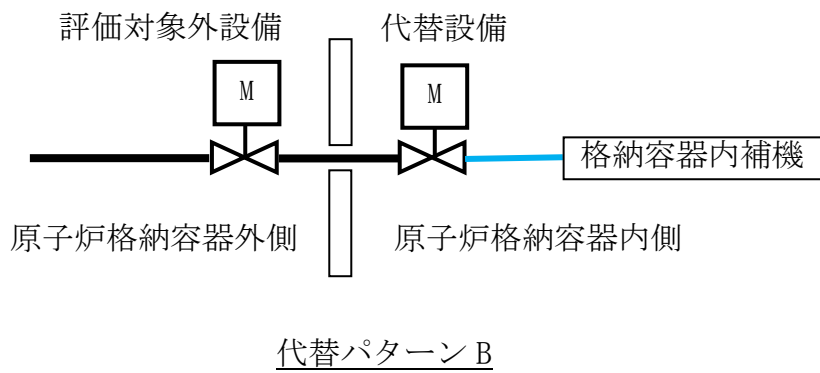 評価対象外設備
代替設備
M
M
格納容器内補機
原子炉格納容器外側
原子炉格納容器内側
代替パターン B